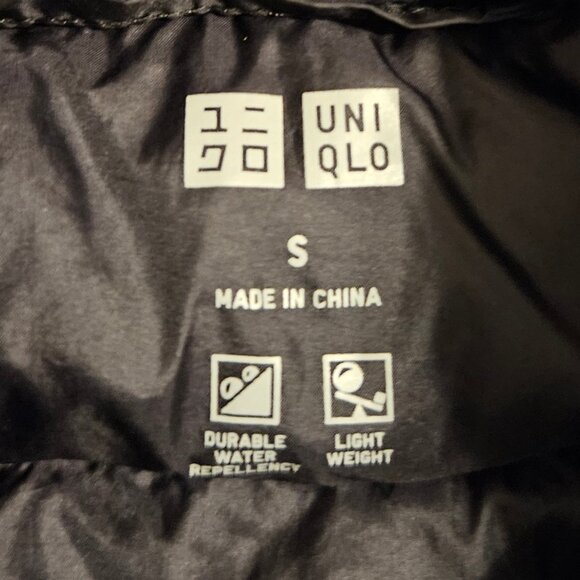 ユニ UNI
クロ QLO
S
MADE IN CHINA
DURABLE LIGHT
WATER WEIGHT
REPELLENCY